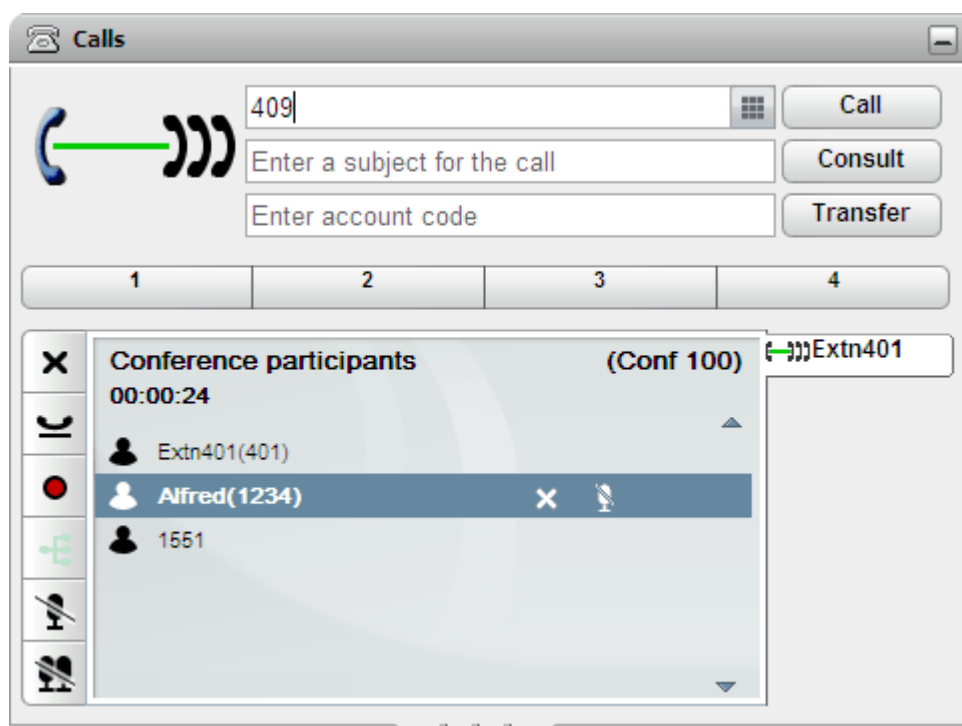 Calls
409
Call
Enter a subject for the call
Consult
Enter account code
Transfer
1 2 3 4
Conference participants (Conf 100)
Extn401
00:00:24
Extn401(401)
Alfred(1234)
1551